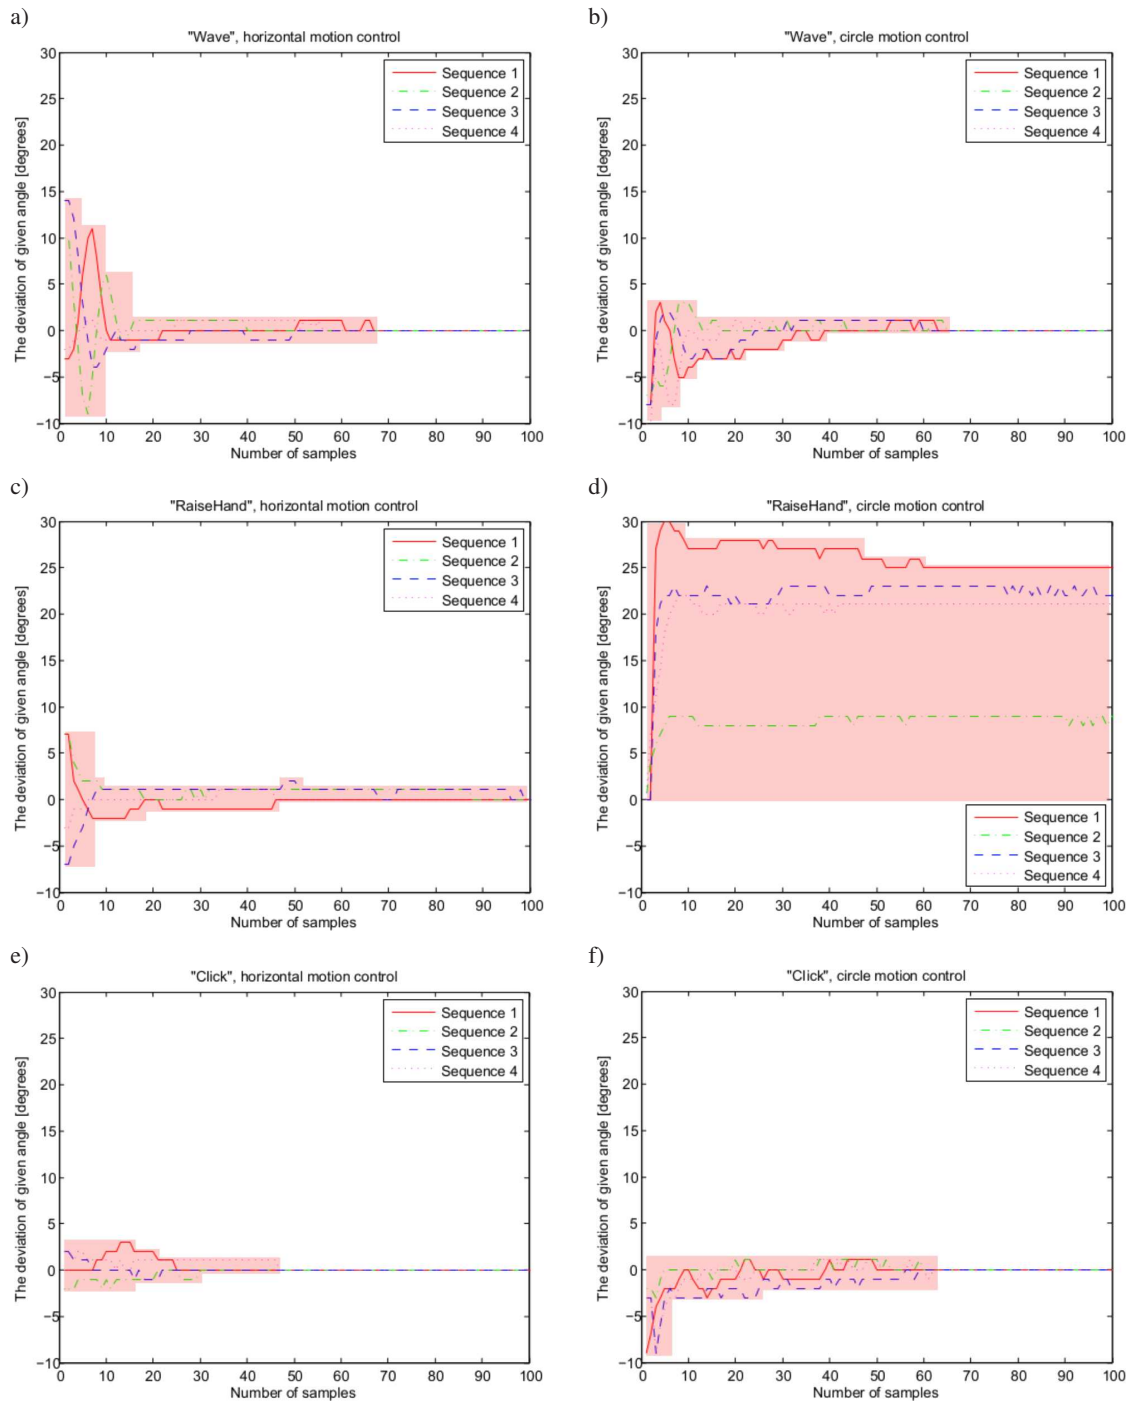 a)
"Wave", horizontal motion control
30
25
20
15
10
5
0
−5
−10
0 10 20 30 40 50 60 70 80 90 100
The deviation of given angle [degrees]
Number of samples
Sequence 1
Sequence 2
Sequence 3
Sequence 4
b)
"Wave", circle motion control
30
25
20
15
10
5
0
−5
−10
0 10 20 30 40 50 60 70 80 90 100
The deviation of given angle [degrees]
Number of samples
Sequence 1
Sequence 2
Sequence 3
Sequence 4
c)
"RaiseHand", horizontal motion control
30
25
20
15
10
5
0
−5
−10
0 10 20 30 40 50 60 70 80 90 100
The deviation of given angle [degrees]
Number of samples
Sequence 1
Sequence 2
Sequence 3
Sequence 4
d)
"RaiseHand", circle motion control
30
25
20
15
10
5
0
−5
−10
0 10 20 30 40 50 60 70 80 90 100
The deviation of given angle [degrees]
Number of samples
Sequence 1
Sequence 2
Sequence 3
Sequence 4
e)
"Click", horizontal motion control
30
25
20
15
10
5
0
−5
−10
0 10 20 30 40 50 60 70 80 90 100
The deviation of given angle [degrees]
Number of samples
Sequence 1
Sequence 2
Sequence 3
Sequence 4
f)
"Click", circle motion control
30
25
20
15
10
5
0
−5
−10
0 10 20 30 40 50 60 70 80 90 100
The deviation of given angle [degrees]
Number of samples
Sequence 1
Sequence 2
Sequence 3
Sequence 4